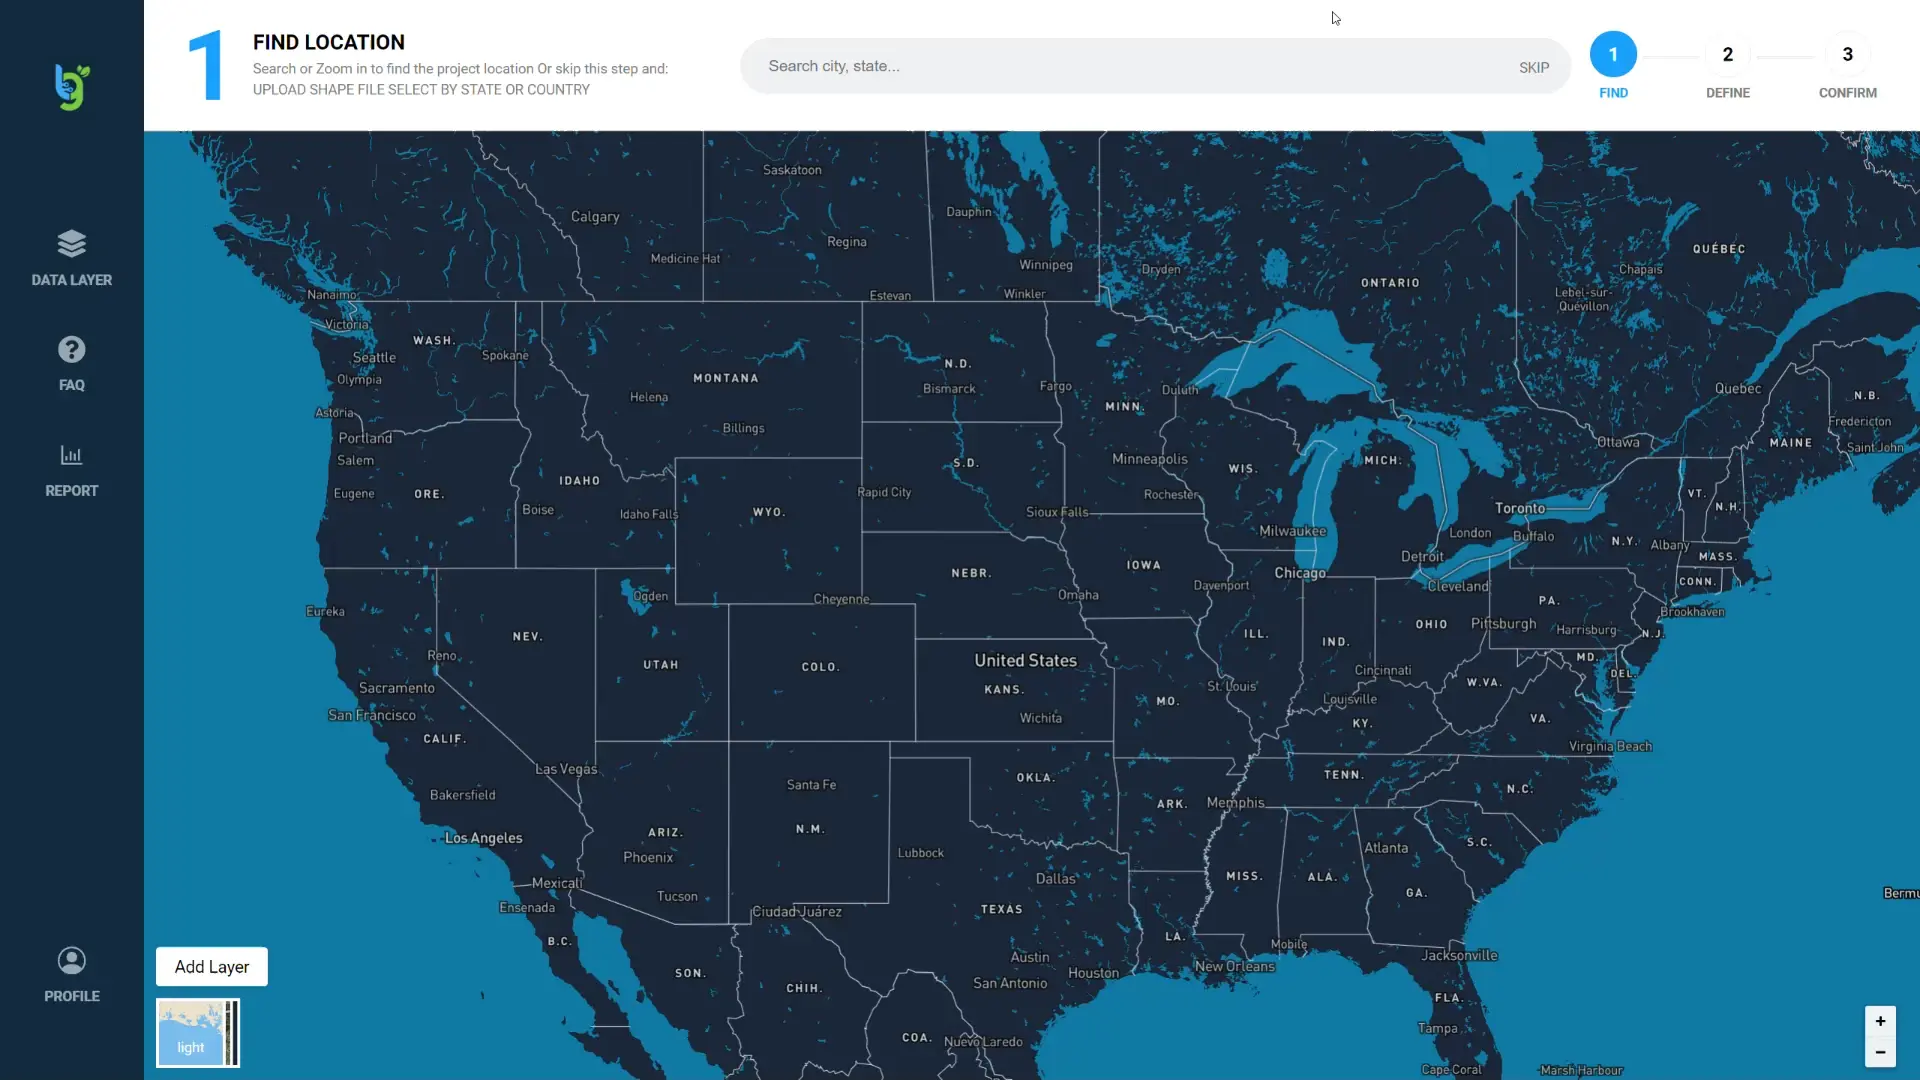 1
FIND LOCATION
Search or Zoom in to find the project location Or skip this step and:
UPLOAD SHAPE FILE SELECT BY STATE OR COUNTRY
Search city, state...
SKIP
1
FIND
2
DEFINE
3
CONFIRM
DATA LAYER
FAQ
REPORT
PROFILE
Add Layer
light
+
−
Saskatoon
Calgary
Dauphin
Regina
QUÉBEC
Medicine Hat
Winnipeg
Dryden
Chapais
ONTARIO
Nanaimo
Estevan
Winkler
Lebel-sur-
Quévillon
Victoria
WASH.
Seattle
Spokane
N.D.
Olympia
MONTANA
Bismarck
Fargo
Duluth
Quebec
N.B.
Helena
MINN.
Astoria
Fredericton
Portland
Billings
Ottawa
MAINE
Saint John
Salem
S.D.
Minneapolis
WIS.
MICH.
IDAHO
Eugene
ORE.
Rapid City
Rochester
VT.
Boise
Idaho Falls
WYO.
Sioux Falls
Toronto
N.H.
Milwaukee
London
Buffalo
N.Y.
Albany
Detroit
MASS.
NEBR.
IOWA
Chicago
Davenport
Cleveland
CONN.
Ogden
Cheyenne
Omaha
PA.
Eureka
Brookhaven
NEV.
ILL.
IND.
OHIO
Pittsburgh
Harrisburg
N.J.
Reno
UTAH
COLO.
United States
Cincinnati
MD.
DEL.
Sacramento
KANS.
St. Louis
W.VA.
San Francisco
Wichita
MO.
Louisville
KY.
VA.
CALIF.
Virginia Beach
Las Vegas
Santa Fe
OKLA.
TENN.
Bakersfield
ARK.
Memphis
N.C.
Los Angeles
ARIZ.
N.M.
Phoenix
Lubbock
Atlanta
S.C.
Mexicali
Tucson
Dallas
MISS.
ALA.
GA.
Bermu
Ensenada
Ciudad Juárez
TEXAS
B.C.
LA.
Mobile
Austin
Jacksonville
SON.
Houston
New Orleans
CHIH.
San Antonio
FLA.
COA.
Nuevo Laredo
Tampa
Cape Coral
Marsh Harbour